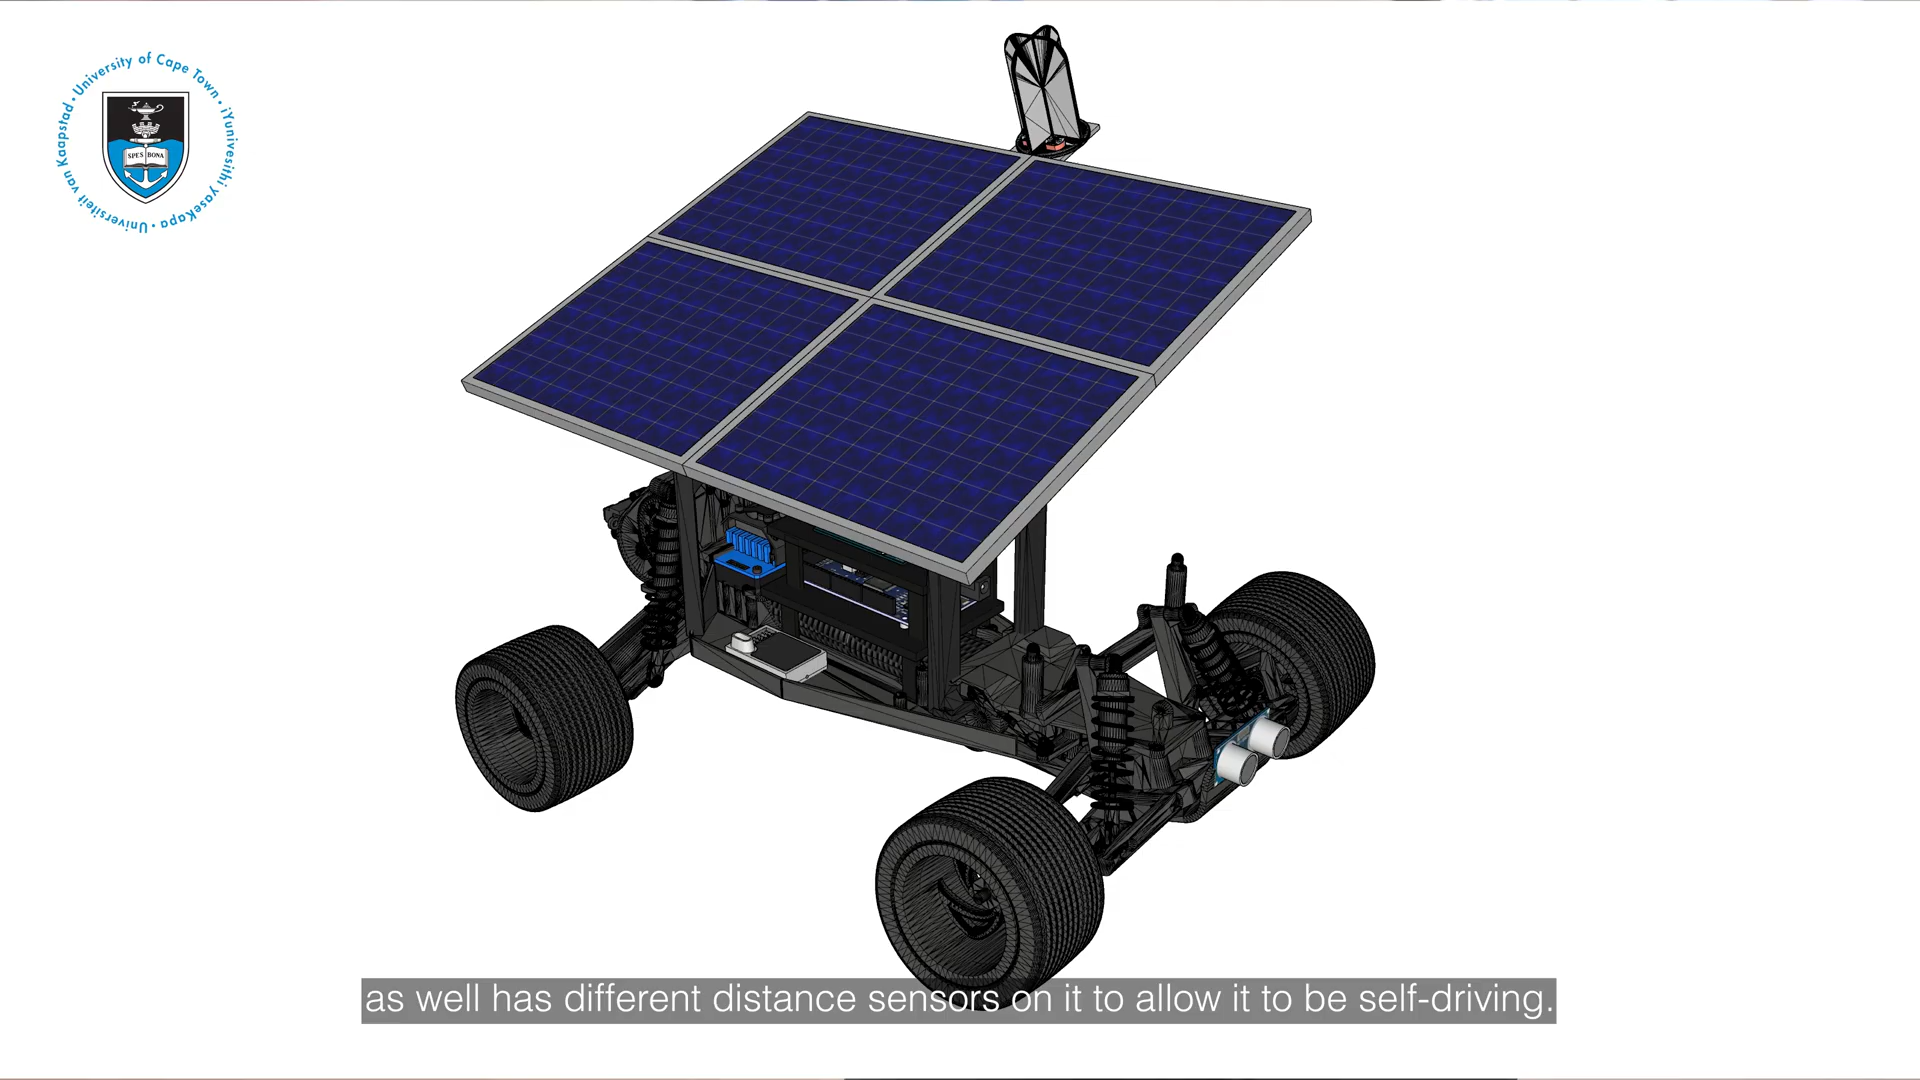 University of Cape Town • iYunivesithi yaseKapa • Universiteit van Kaapstad •
SPES BONA
as well has different distance sensors on it to allow it to be self-driving.